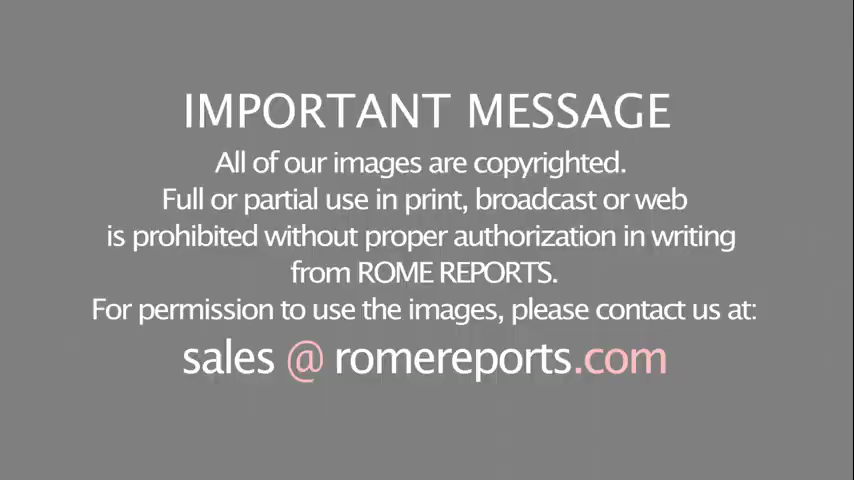 IMPORTANT MESSAGE
All of our images are copyrighted.
Full or partial use in print, broadcast or web
is prohibited without proper authorization in writing
from ROME REPORTS.
For permission to use the images, please contact us at:
sales @ romereports.com